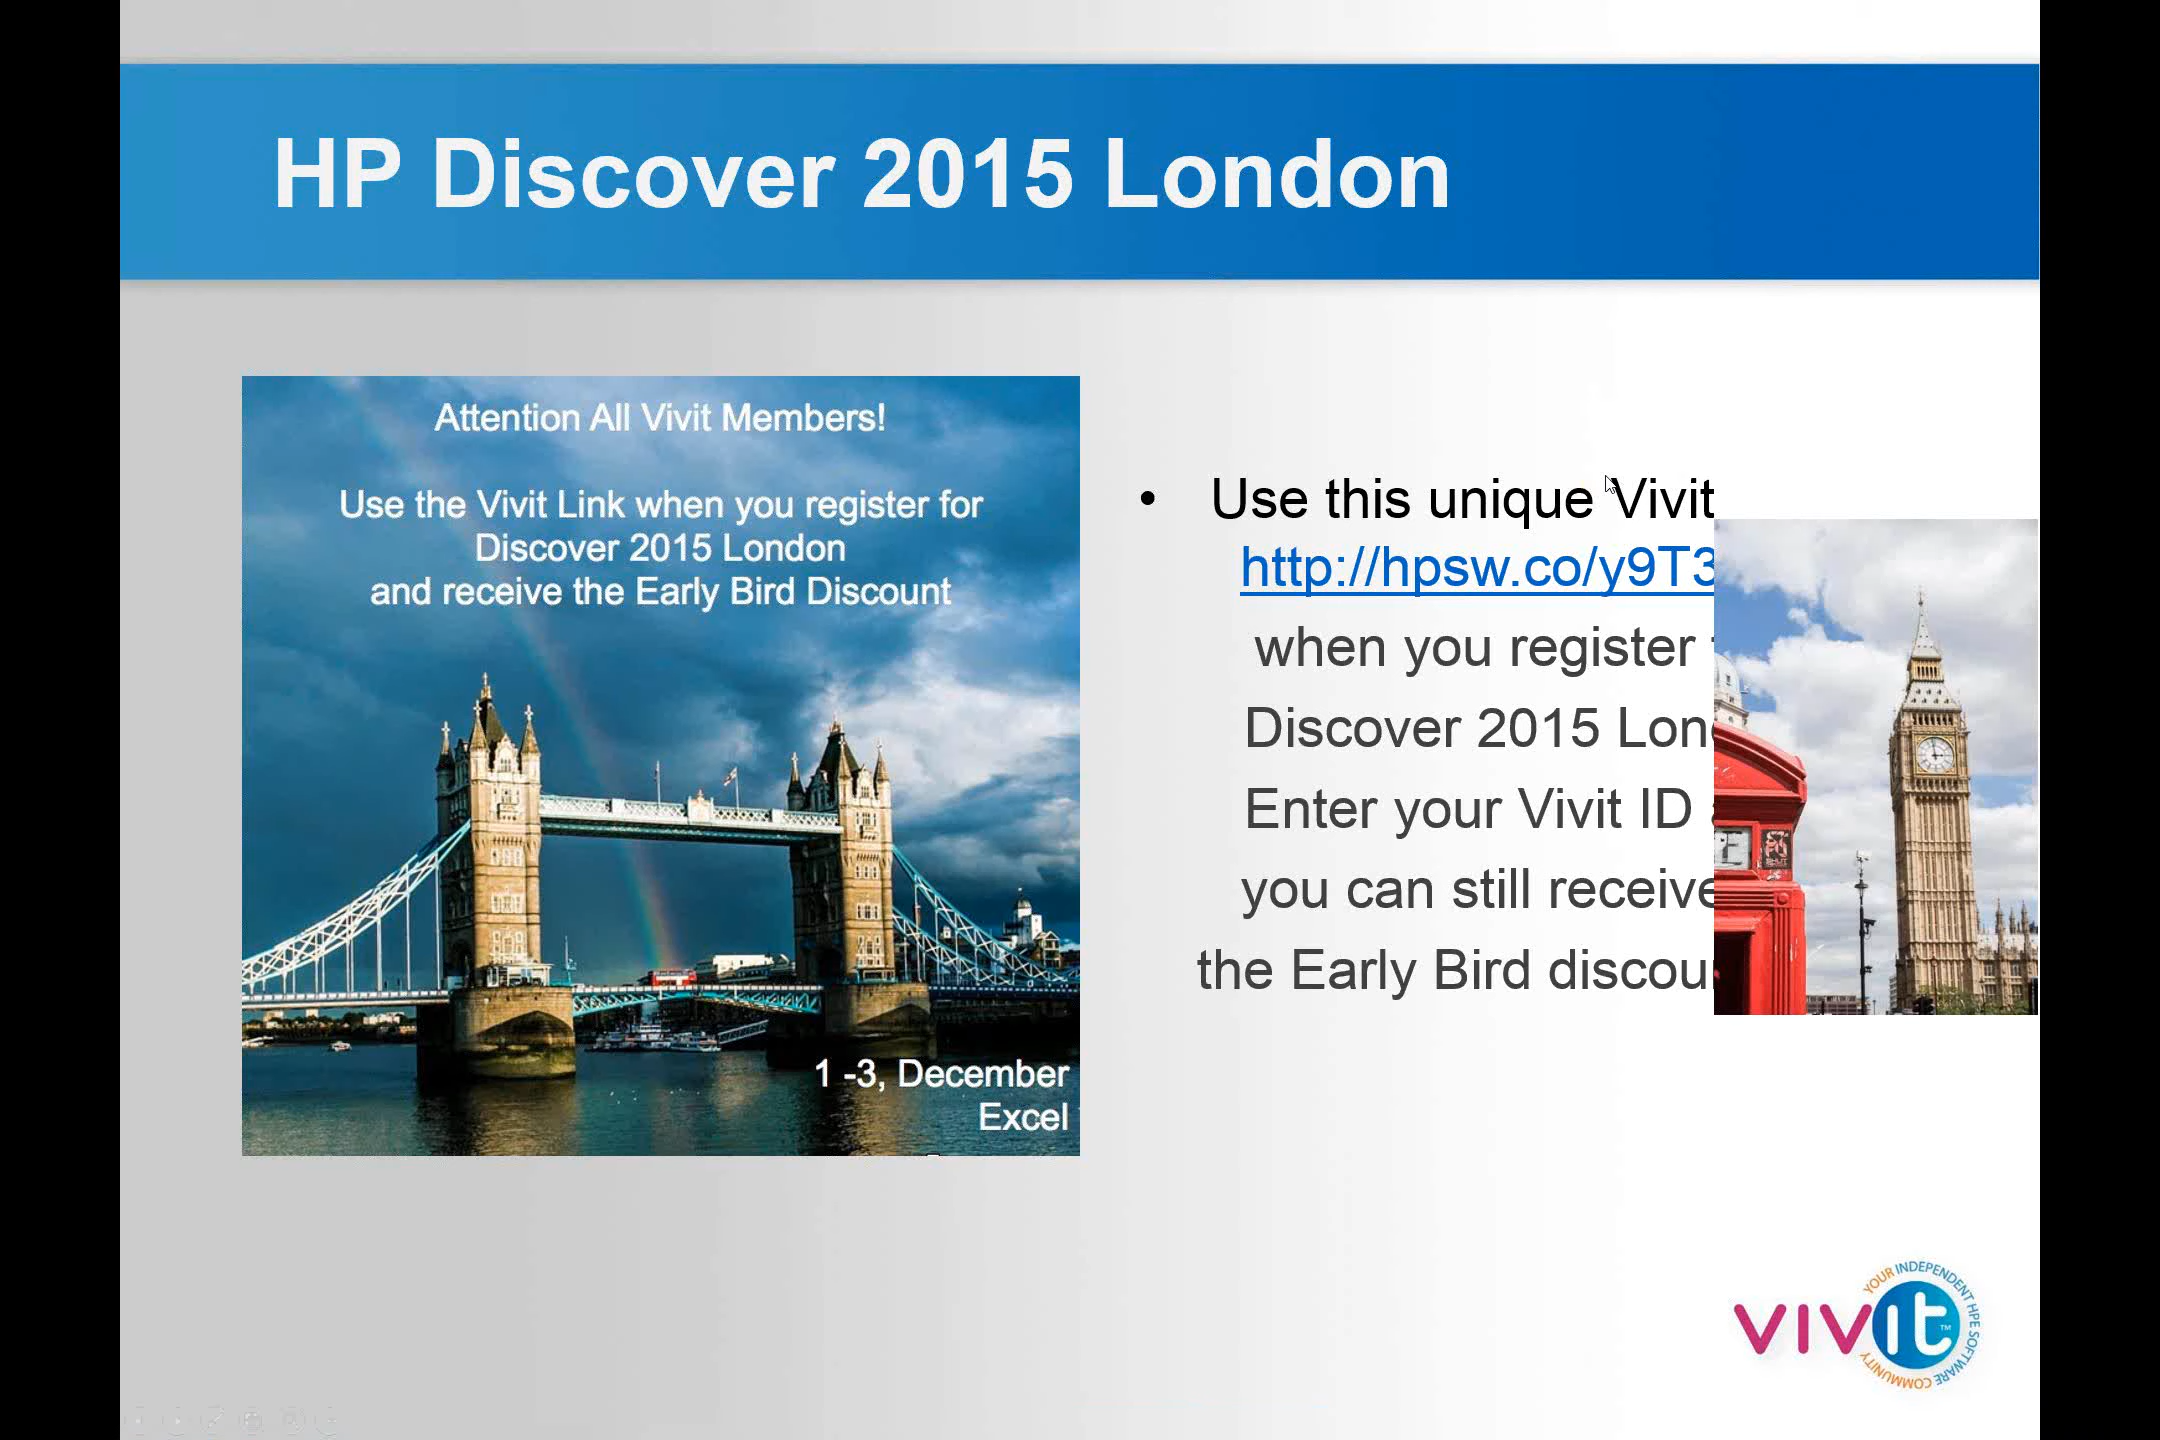 HP Discover 2015 London
Attention All Vivit Members!
Use the Vivit Link when you register for
Discover 2015 London
and receive the Early Bird Discount
1 -3, December
Excel
• Use this unique Vivit
http://hpsw.co/y9T3
when you register
Discover 2015 Lon
Enter your Vivit ID
you can still receive
the Early Bird discou
vivit™
YOUR INDEPENDENT HPE SOFTWARE COMMUNITY